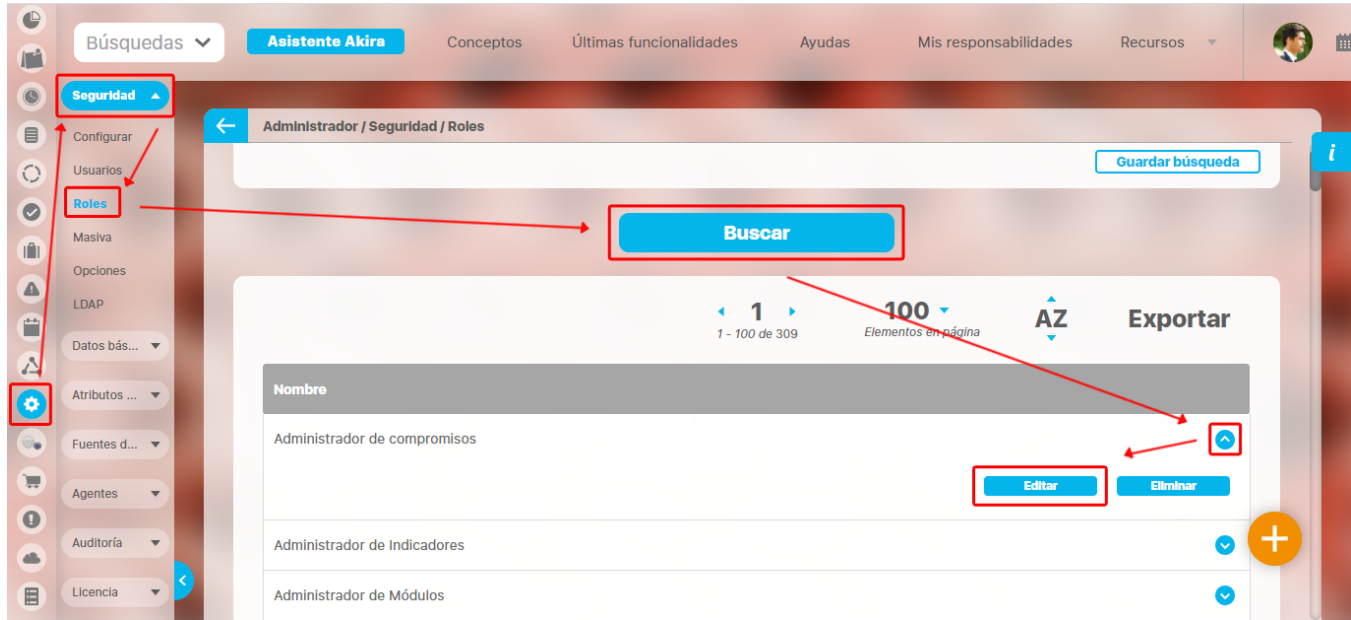 Búsquedas
Asistente Akira
Conceptos
Últimas funcionalidades
Ayudas
Mis responsabilidades
Recursos
Seguridad
Configurar
Usuarios
Roles
Masiva
Opciones
LDAP
Datos bás...
Atributos ...
Fuentes d...
Agentes
Auditoría
Licencia
Administrador / Seguridad / Roles
i
Guardar búsqueda
Buscar
1
1 - 100 de 309
100
Elementos en página
AZ
Exportar
Nombre
Administrador de compromisos
Editar
Eliminar
Administrador de Indicadores
Administrador de Módulos